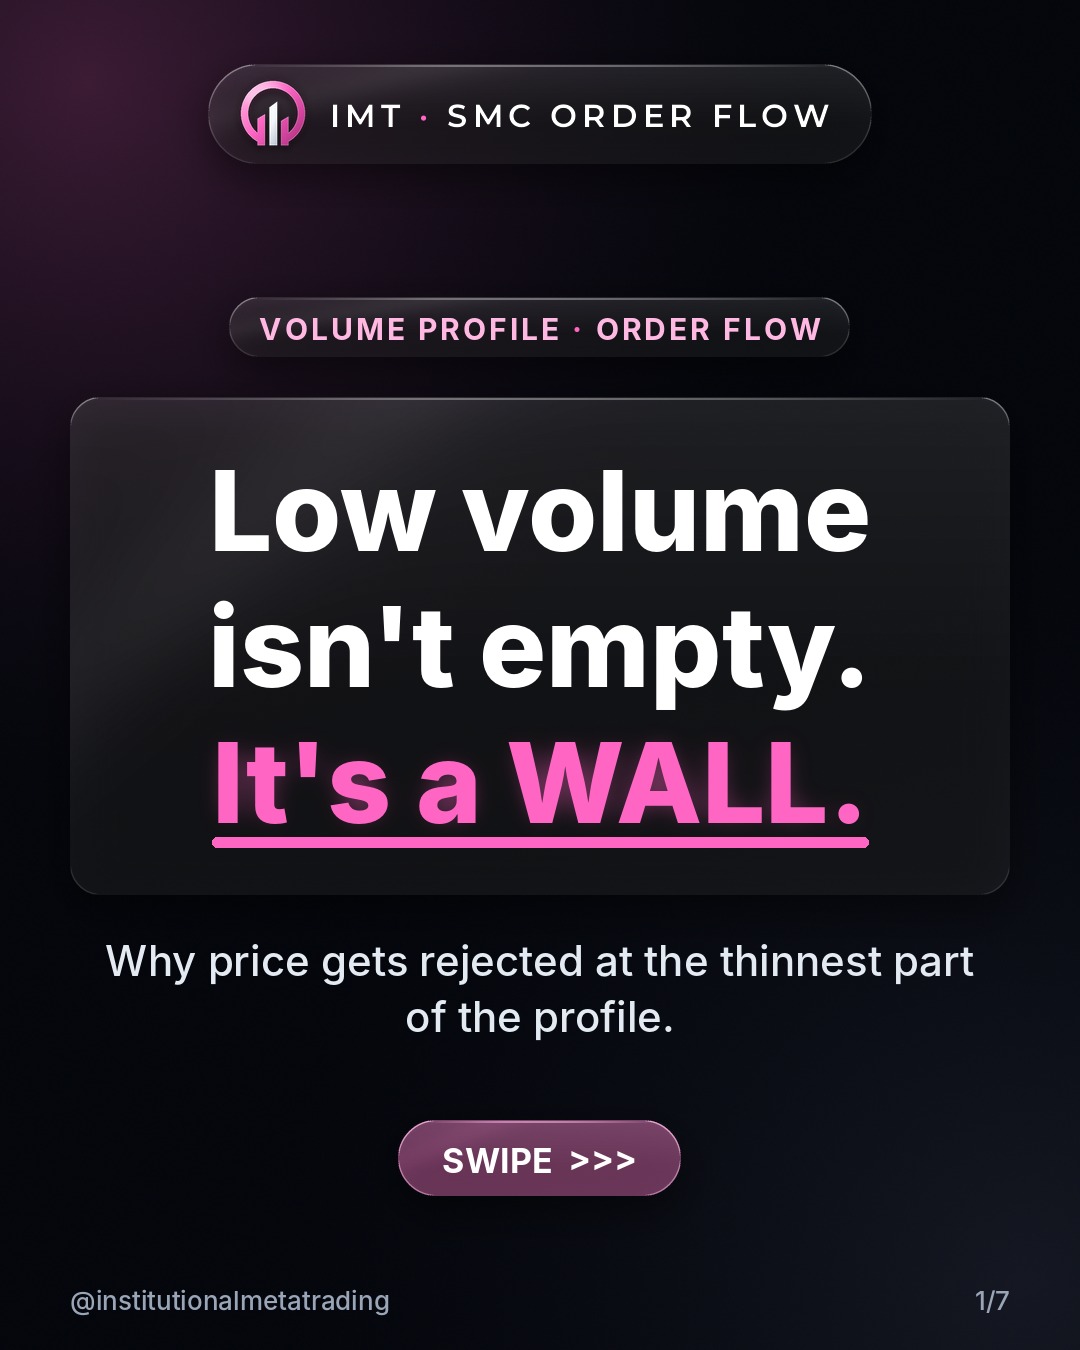 IMT · SMC ORDER FLOW
VOLUME PROFILE · ORDER FLOW
Low volume
isn't empty.
It's a WALL.
Why price gets rejected at the thinnest part
of the profile.
SWIPE >>>
@institutionalmetatrading
1/7